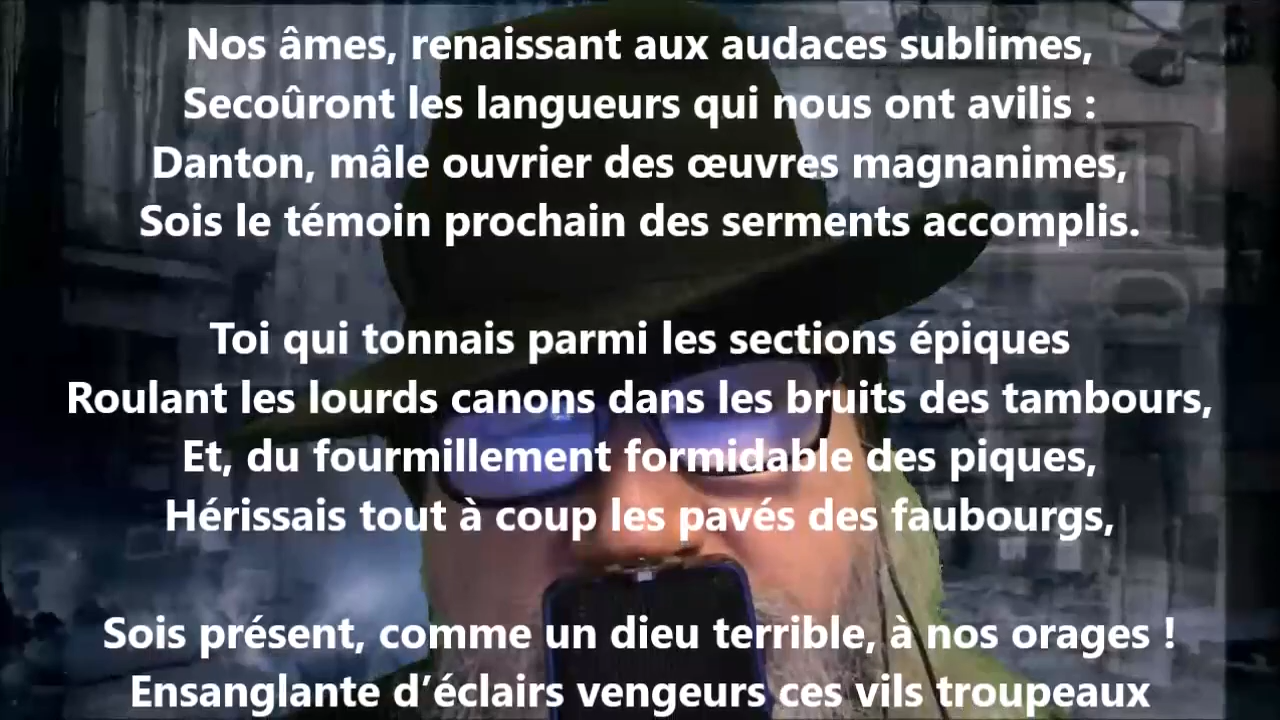 Nos âmes, renaissant aux audaces sublimes,
Secoûront les langueurs qui nous ont avilis :
Danton, mâle ouvrier des œuvres magnanimes,
Sois le témoin prochain des serments accomplis.
Toi qui tonnais parmi les sections épiques
Roulant les lourds canons dans les bruits des tambours,
Et, du fourmillement formidable des piques,
Hérissais tout à coup les pavés des faubourgs,
Sois présent, comme un dieu terrible, à nos orages !
Ensanglante d’éclairs vengeurs ces vils troupeaux